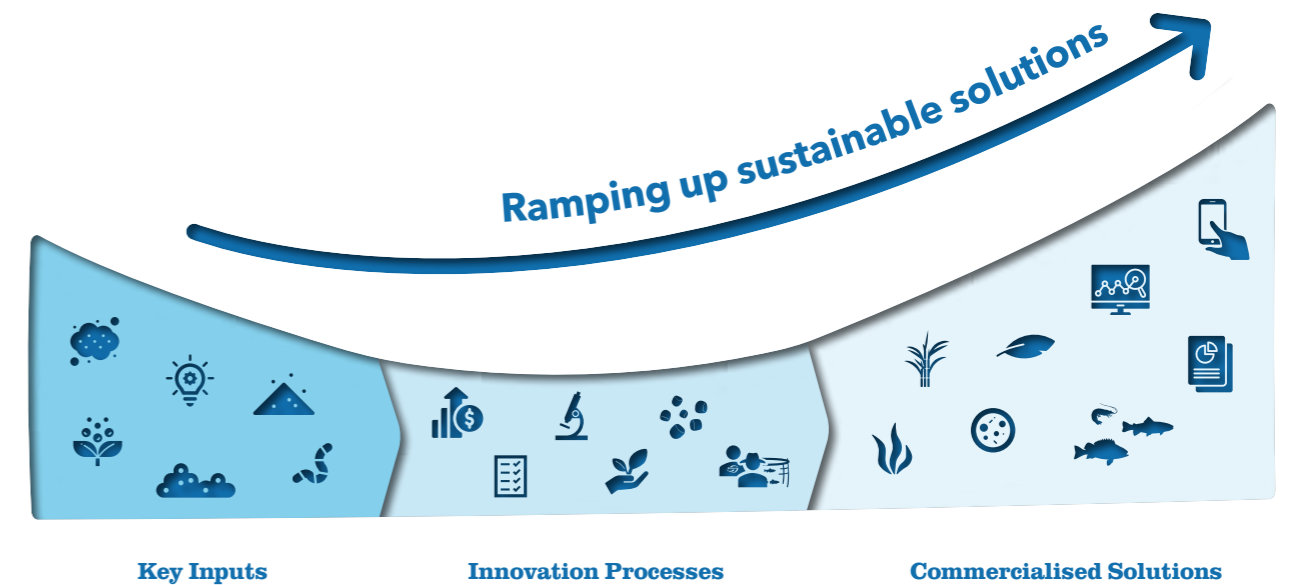 Ramping up sustainable solutions
$
Key Inputs
Innovation Processes
Commercialised Solutions